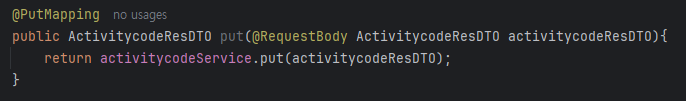 @PutMapping no usages
public ActivitycodeResDTO put(@RequestBody ActivitycodeResDTO activitycodeResDTO){
    return activitycodeService.put(activitycodeResDTO);
}